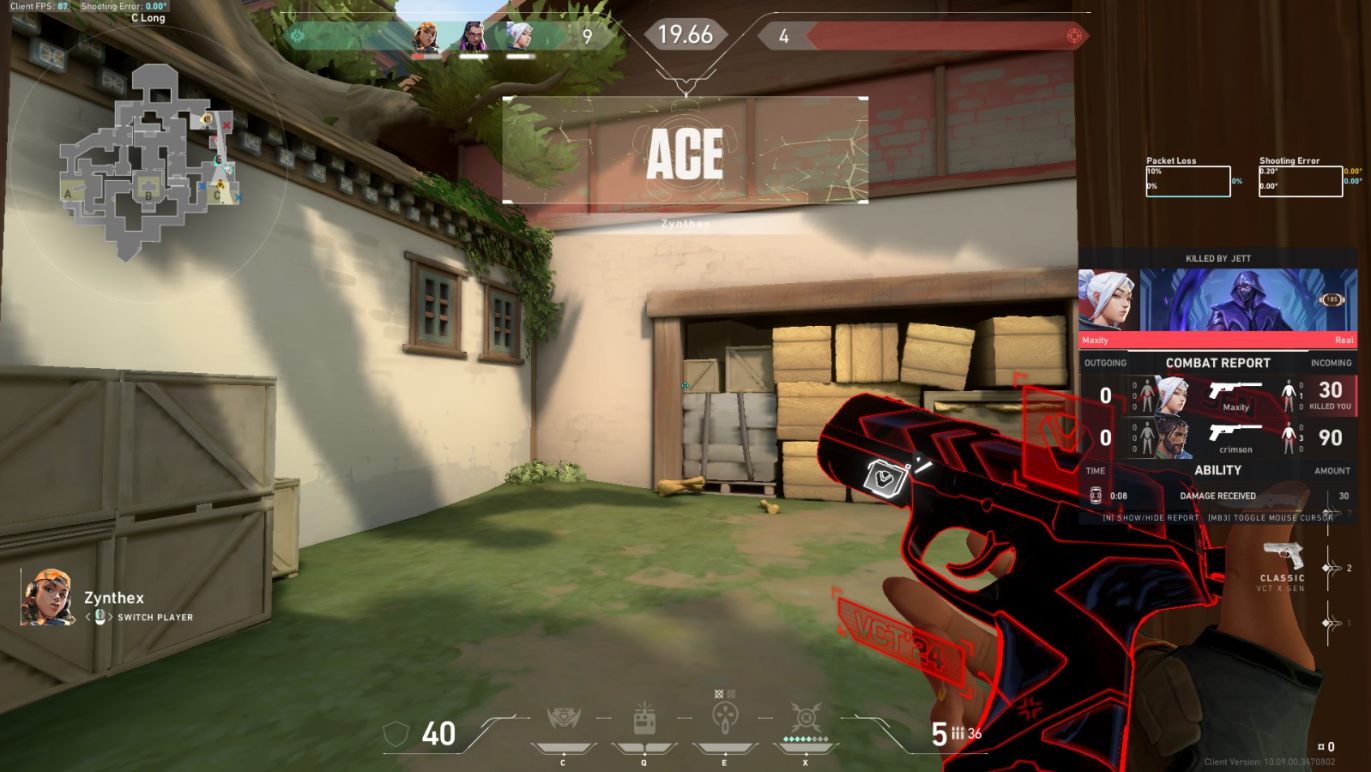 Client FPS: 87 Shooting Error: 0.00°
C Long
9
19.66
4
ACE
Zynthex
A
B
C
Packet Loss
10%
0%
0%
Shooting Error
0.20°
0.00°
0.00°
0.00°
KILLED BY JETT
185
Maxity Real
OUTGOING COMBAT REPORT INCOMING
0 Maxity 30
KILLED YOU
0 crimson 90
TIME ABILITY AMOUNT
0:08 DAMAGE RECEIVED 30
[N] SHOW/HIDE REPORT [MB3] TOGGLE MOUSE CURSOR
CLASSIC
VCT X SEN
2
1
Zynthex
< > SWITCH PLAYER
VCT'24
40
5 36
C Q E X
¤ 0
Client Version: 10.09.00.3470802